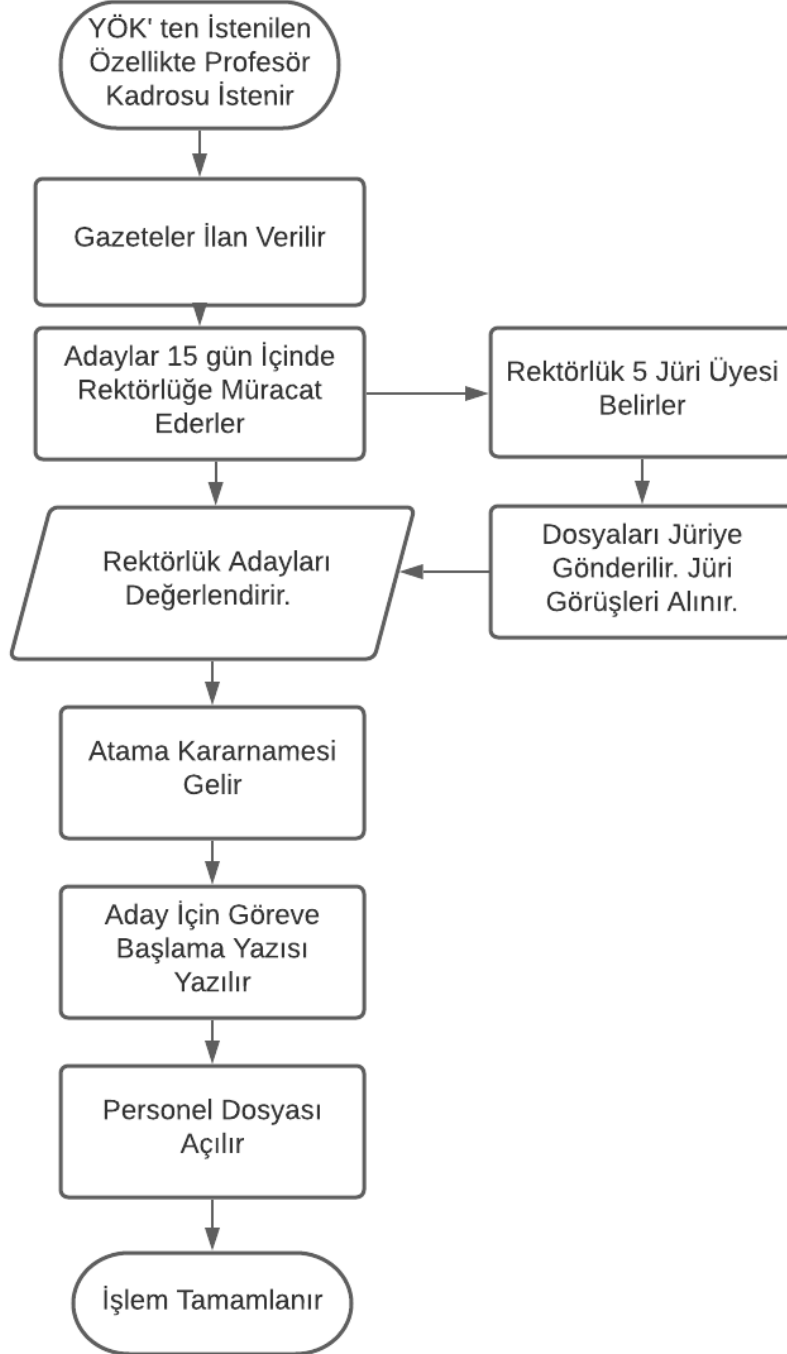 YÖK' ten İstenilen
Özellikte Profesör
Kadrosu İstenir
Gazeteler İlan Verilir
Adaylar 15 gün İçinde
Rektörlüğe Müracat
Ederler
Rektörlük 5 Jüri Üyesi
Belirler
Dosyaları Jüriye
Gönderilir. Jüri
Görüşleri Alınır.
Rektörlük Adayları
Değerlendirir.
Atama Kararnamesi
Gelir
Aday İçin Göreve
Başlama Yazısı
Yazılır
Personel Dosyası
Açılır
İşlem Tamamlanır